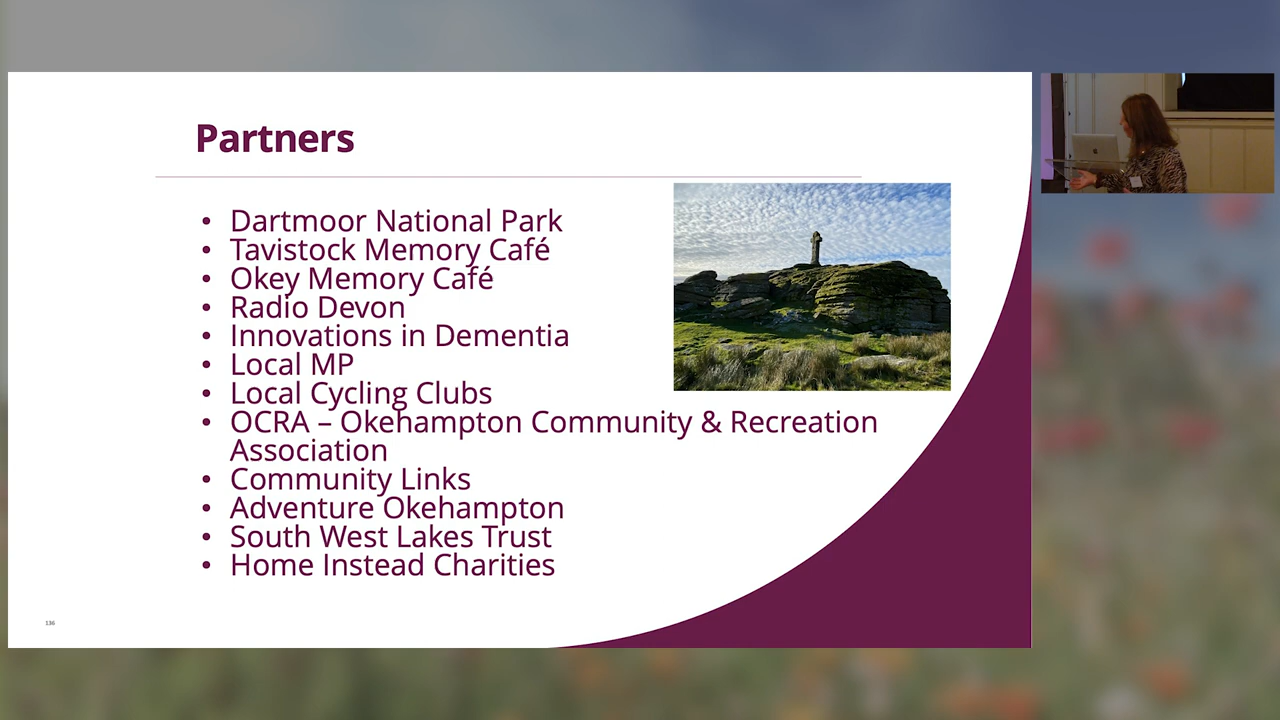 Partners
• Dartmoor National Park
• Tavistock Memory Café
• Okey Memory Café
• Radio Devon
• Innovations in Dementia
• Local MP
• Local Cycling Clubs
• OCRA – Okehampton Community & Recreation
Association
• Community Links
• Adventure Okehampton
• South West Lakes Trust
• Home Instead Charities
136